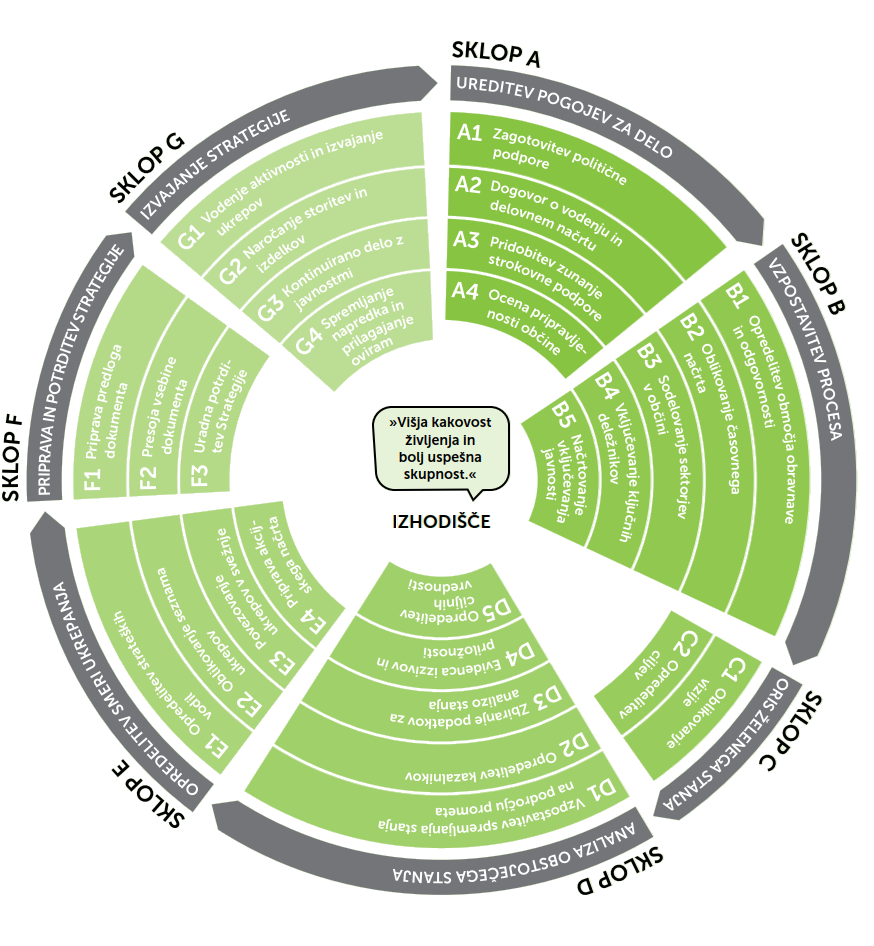 SKLOP A
UREDITEV POGOJEV ZA DELO
A1 Zagotovitev politične
podpore
A2 Dogovor o vodenju in
delovnem načrtu
A3 Pridobitev zunanje
strokovne podpore
A4 Ocena pripravlje-
nosti občine
SKLOP B
VZPOSTAVITEV PROCESA
B1 Opredelitev območja obravnave
in odgovornosti
B2 Oblikovanje časovnega
načrta
B3 Sodelovanje sektorjev
v občini
B4 Vključevanje ključnih
deležnikov
B5 Načrtovanje
vključevanja
javnosti
SKLOP C
ORIS ŽELENEGA STANJA
C1 Oblikovanje
vizije
C2 Opredelitev
ciljev
SKLOP D
ANALIZA OBSTOJEČEGA STANJA
D1 Vzpostavitev spremljanja stanja
na področju prometa
D2 Opredelitev kazalnikov
D3 Zbiranje podatkov za
analizo stanja
D4 Evidenca izzivov in
priložnosti
D5 Opredelitev
ciljnih
vrednosti
SKLOP E
OPREDELITEV SMERI UKREPANJA
E1 Opredelitev strateških
vodil
E2 Oblikovanje seznama
ukrepov
E3 Povezovanje
ukrepov v svežnje
E4 Priprava akcij-
skega načrta
SKLOP F
PRIPRAVA IN POTRDITEV STRATEGIJE
F1 Priprava predloga
dokumenta
F2 Presoja vsebine
dokumenta
F3 Uradna potrdi-
tev Strategije
SKLOP G
IZVAJANJE STRATEGIJE
G1 Vodenje aktivnosti in izvajanje
ukrepov
G2 Naročanje storitev in
izdelkov
G3 Kontinuirano delo z
javnostmi
G4 Spremljanje
napredka in
prilagajanje
oviram
»Višja kakovost
življenja in
bolj uspešna
skupnost.«
IZHODIŠČE